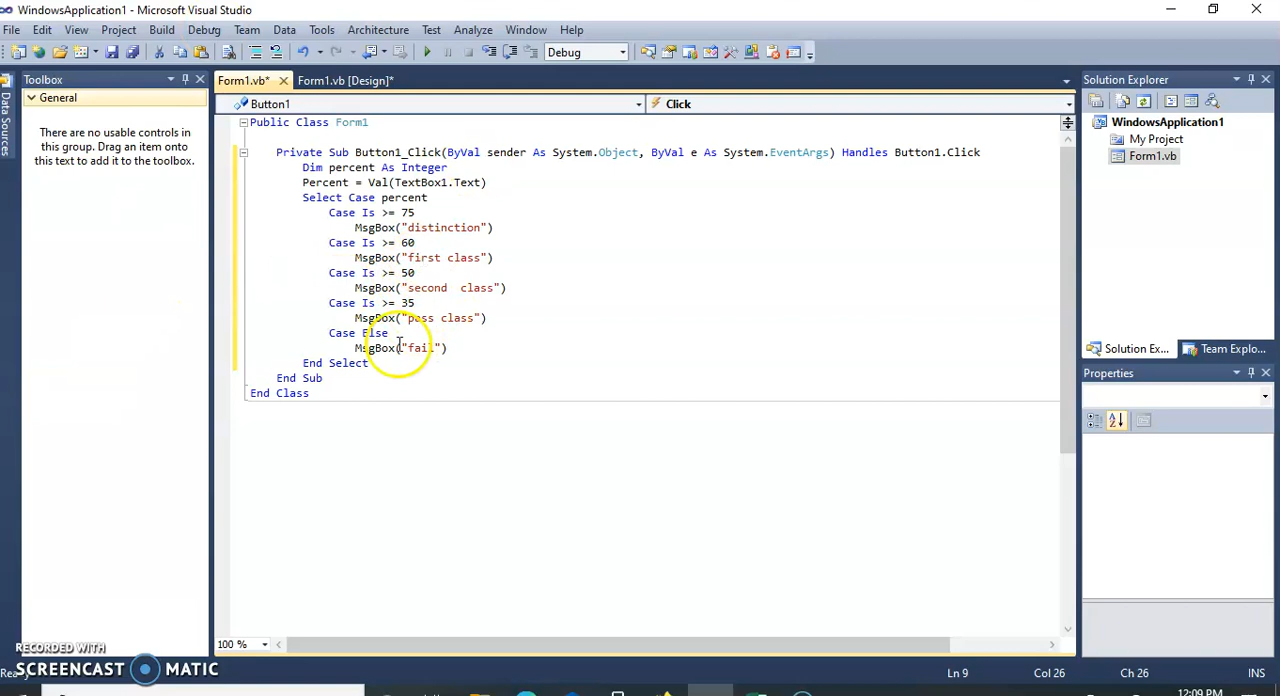 WindowsApplication1 - Microsoft Visual Studio
File Edit View Project Build Debug Team Data Tools Architecture Test Analyze Window Help
Debug
Data Sources
Toolbox
General
There are no usable controls in
this group. Drag an item onto
this text to add it to the toolbox.
Form1.vb* Form1.vb [Design]*
Button1 Click
Public Class Form1
Private Sub Button1_Click(ByVal sender As System.Object, ByVal e As System.EventArgs) Handles Button1.Click
Dim percent As Integer
Percent = Val(TextBox1.Text)
Select Case percent
Case Is >= 75
MsgBox("distinction")
Case Is >= 60
MsgBox("first class")
Case Is >= 50
MsgBox("second  class")
Case Is >= 35
MsgBox("pass class")
Case Else
MsgBox("fail")
End Select
End Sub
End Class
100 %
Solution Explorer
WindowsApplication1
My Project
Form1.vb
Solution Ex... Team Explo...
Properties
RECORDED WITH
SCREENCAST MATIC
Ln 9 Col 26 Ch 26 INS
12:09 PM